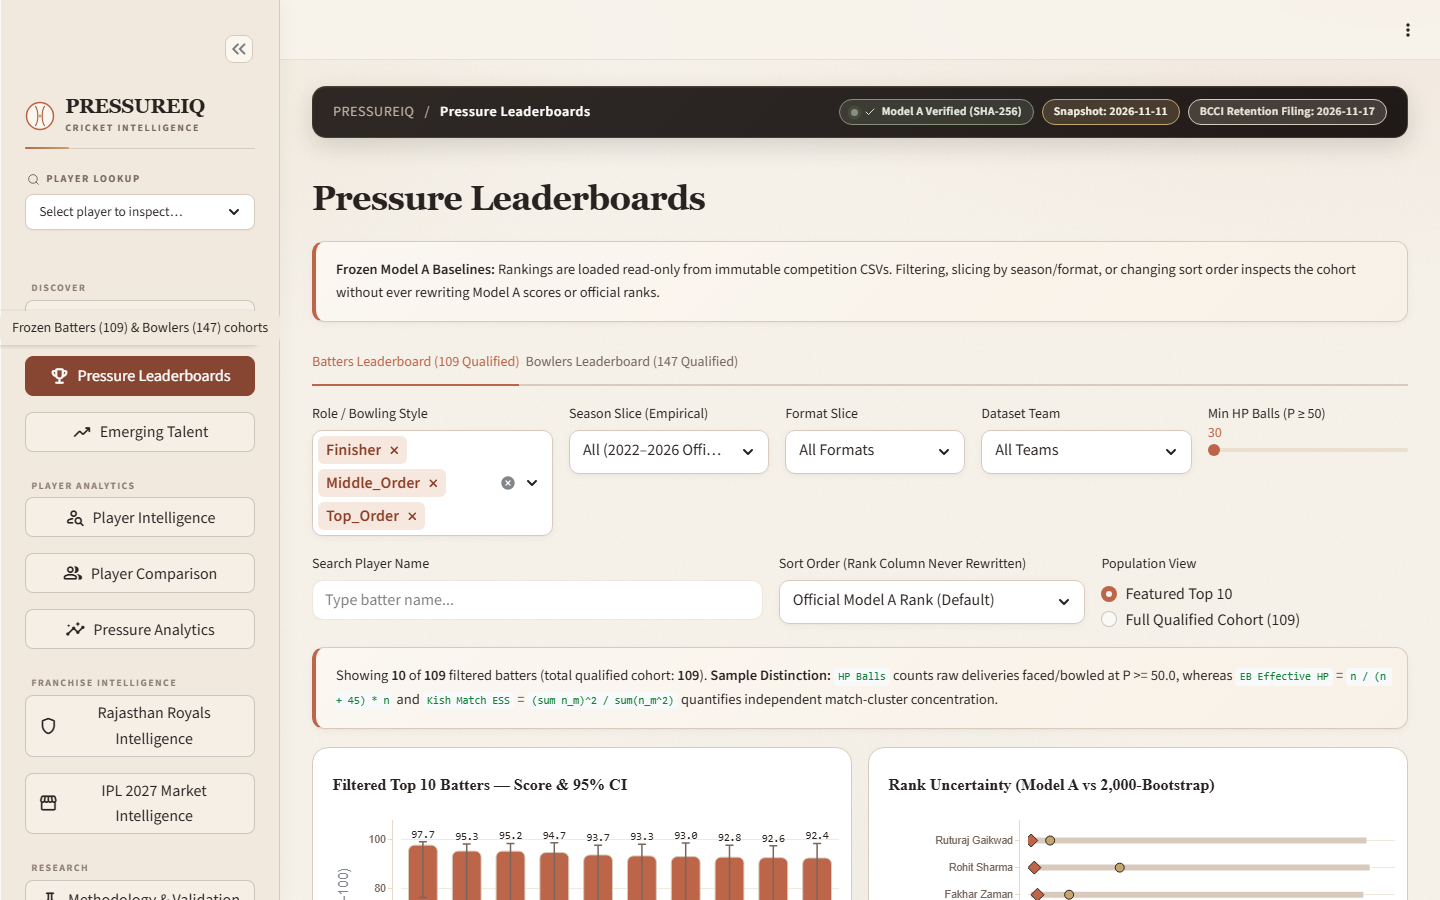 PRESSUREIQ
CRICKET INTELLIGENCE
PLAYER LOOKUP
Select player to inspect...
DISCOVER
Frozen Batters (109) & Bowlers (147) cohorts
Pressure Leaderboards
Emerging Talent
PLAYER ANALYTICS
Player Intelligence
Player Comparison
Pressure Analytics
FRANCHISE INTELLIGENCE
Rajasthan Royals
Intelligence
IPL 2027 Market
Intelligence
RESEARCH
Methodology & Validation
PRESSUREIQ / Pressure Leaderboards
Model A Verified (SHA-256)
Snapshot: 2026-11-11
BCCI Retention Filing: 2026-11-17
Pressure Leaderboards
Frozen Model A Baselines: Rankings are loaded read-only from immutable competition CSVs. Filtering, slicing by season/format, or changing sort order inspects the cohort
without ever rewriting Model A scores or official ranks.
Batters Leaderboard (109 Qualified) Bowlers Leaderboard (147 Qualified)
Role / Bowling Style
Finisher
Middle_Order
Top_Order
Season Slice (Empirical)
All (2022–2026 Offi...
Format Slice
All Formats
Dataset Team
All Teams
Min HP Balls (P ≥ 50)
30
Search Player Name
Type batter name...
Sort Order (Rank Column Never Rewritten)
Official Model A Rank (Default)
Population View
Featured Top 10
Full Qualified Cohort (109)
Showing 10 of 109 filtered batters (total qualified cohort: 109). Sample Distinction: HP Balls counts raw deliveries faced/bowled at P >= 50.0, whereas EB Effective HP = n / (n
+ 45) * n and Kish Match ESS = (sum n_m)^2 / sum(n_m^2) quantifies independent match-cluster concentration.
Filtered Top 10 Batters — Score & 95% CI
97.7 95.3 95.2 94.7 93.7 93.3 93.0 92.8 92.6 92.4
100
80
–100)
Rank Uncertainty (Model A vs 2,000-Bootstrap)
Ruturaj Gaikwad
Rohit Sharma
Fakhar Zaman